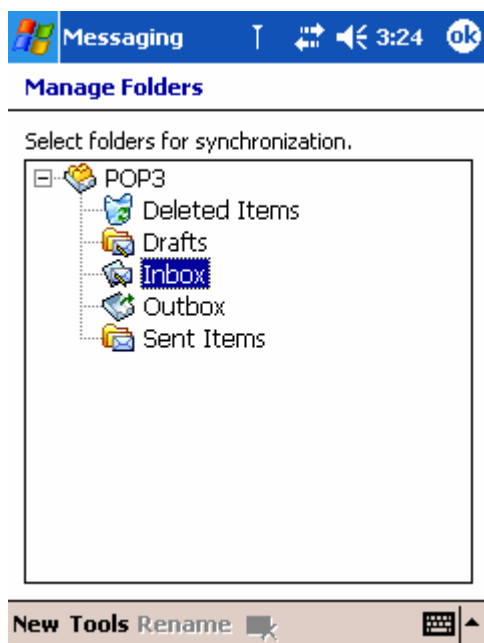 Messaging 3:24 ok
Manage Folders
Select folders for synchronization.
POP3
Deleted Items
Drafts
Inbox
Outbox
Sent Items
New Tools Rename